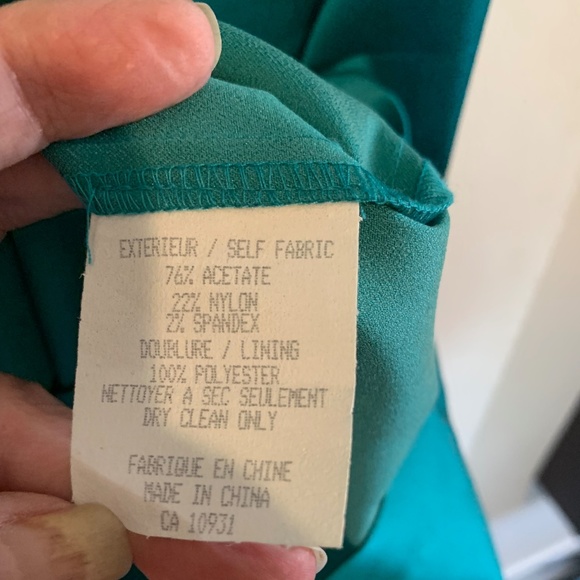 EXTERIEUR / SELF FABRIC
76% ACETATE
22% NYLON
2% SPANDEX
DOUBLURE / LINING
100% POLYESTER
NETTOYER A SEC SEULEMENT
DRY CLEAN ONLY
FABRIQUE EN CHINE
MADE IN CHINA
CA 10931